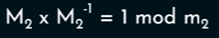 M₂ x M₂⁻¹ = 1 mod m₂